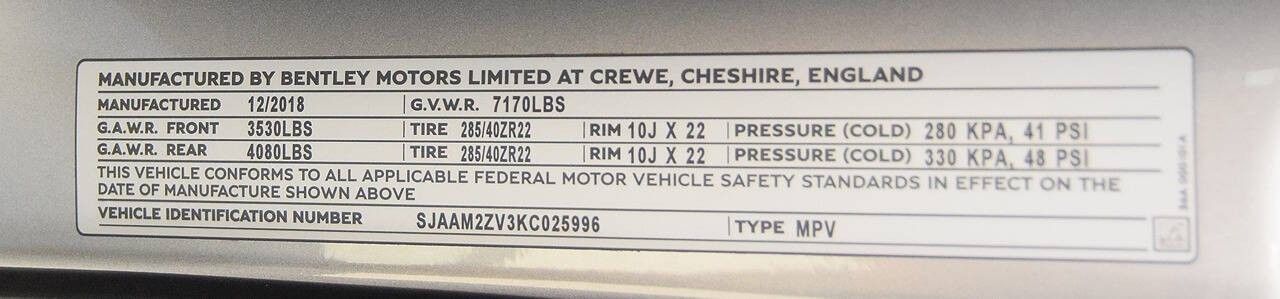 MANUFACTURED BY BENTLEY MOTORS LIMITED AT CREWE, CHESHIRE, ENGLAND
MANUFACTURED 12/2018 G.V.W.R. 7170LBS
G.A.W.R. FRONT 3530LBS TIRE 285/40ZR22 RIM 10J X 22 PRESSURE (COLD) 280 KPA, 41 PSI
G.A.W.R. REAR 4080LBS TIRE 285/40ZR22 RIM 10J X 22 PRESSURE (COLD) 330 KPA, 48 PSI
THIS VEHICLE CONFORMS TO ALL APPLICABLE FEDERAL MOTOR VEHICLE SAFETY STANDARDS IN EFFECT ON THE
DATE OF MANUFACTURE SHOWN ABOVE
VEHICLE IDENTIFICATION NUMBER SJAAM2ZV3KC025996 TYPE MPV